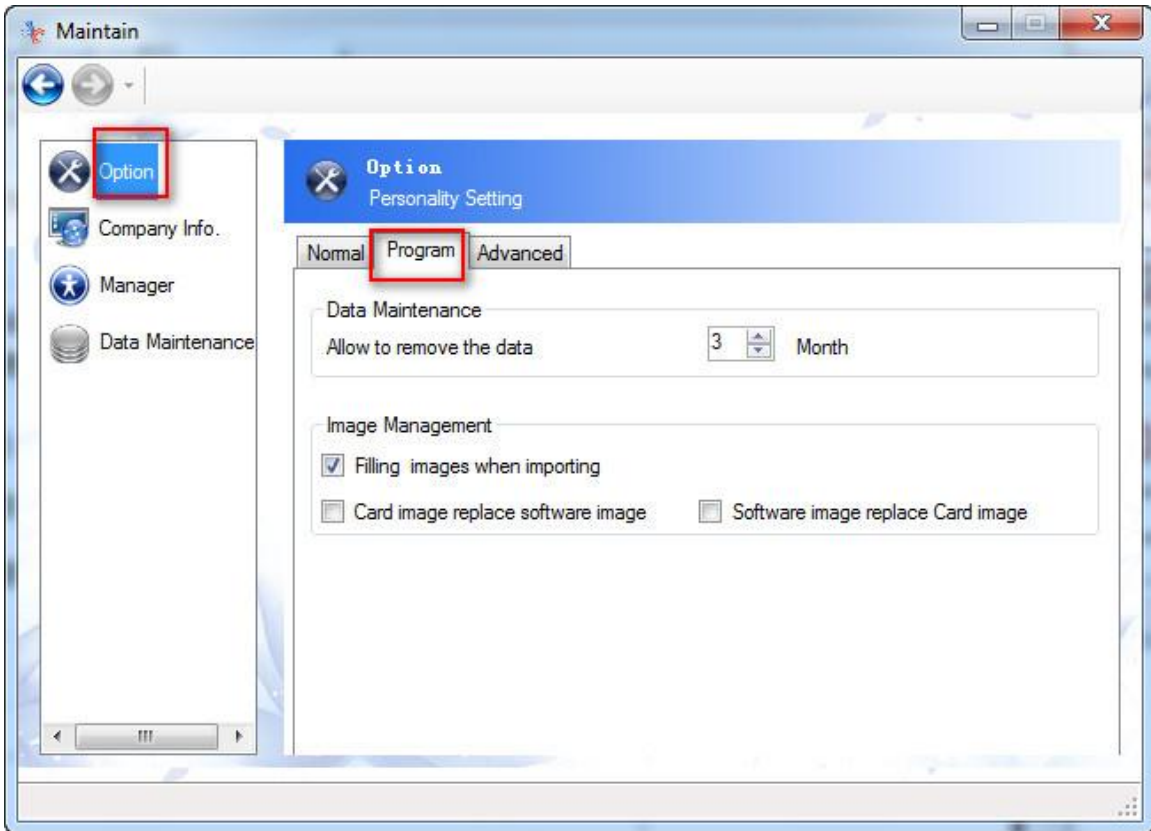 Maintain
Option
Company Info.
Manager
Data Maintenance
Option
Personality Setting
Normal Program Advanced
Data Maintenance
Allow to remove the data 3 Month
Image Management
Filling images when importing
Card image replace software image Software image replace Card image